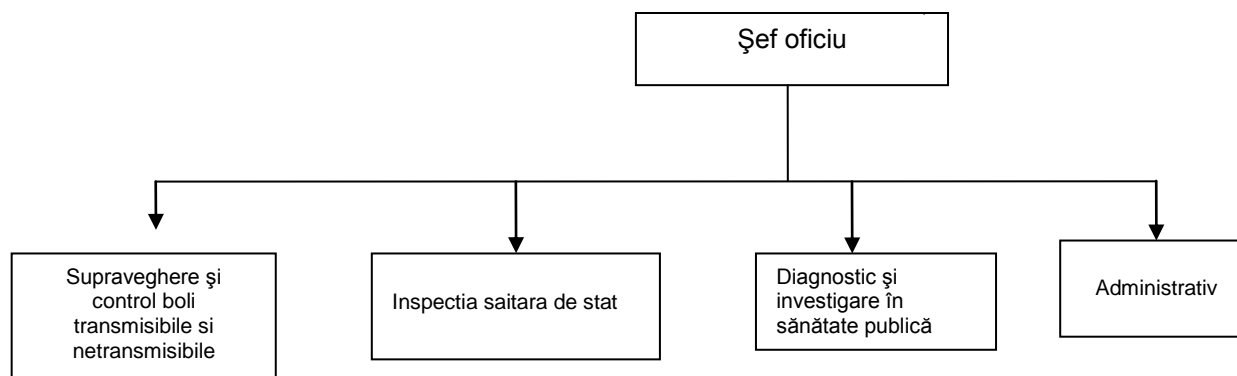 Şef oficiu
Supraveghere şi
control boli
transmisibile si
netransmisibile
Inspectia saitara de stat
Diagnostic şi
investigare în
sănătate publică
Administrativ